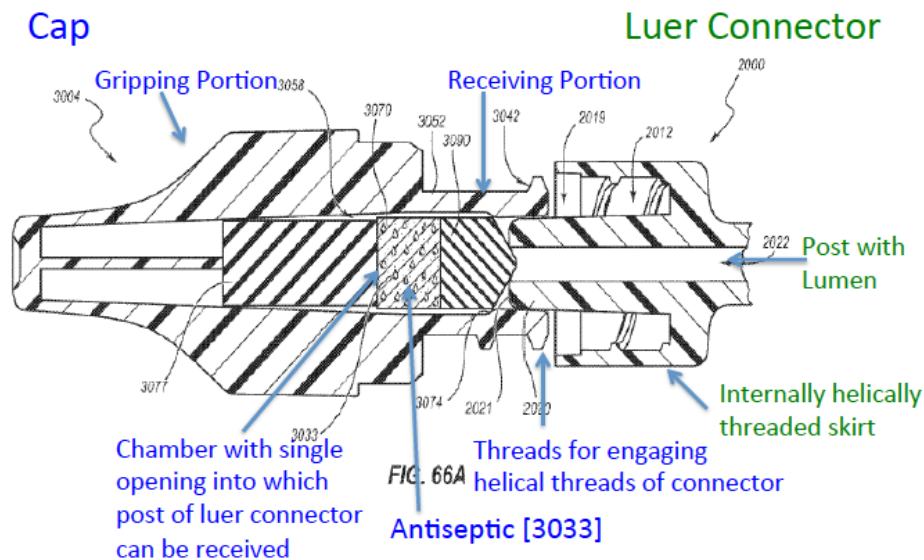 Cap
Luer Connector
Gripping Portion
Receiving Portion
2000
3004
3058
3070
3052
3090
3042
2019
2012
2022
Post with
Lumen
3077
3033
3074
2021
2020
Internally helically
threaded skirt
Chamber with single
opening into which
post of luer connector
can be received
FIG. 66A
Threads for engaging
helical threads of connector
Antiseptic [3033]